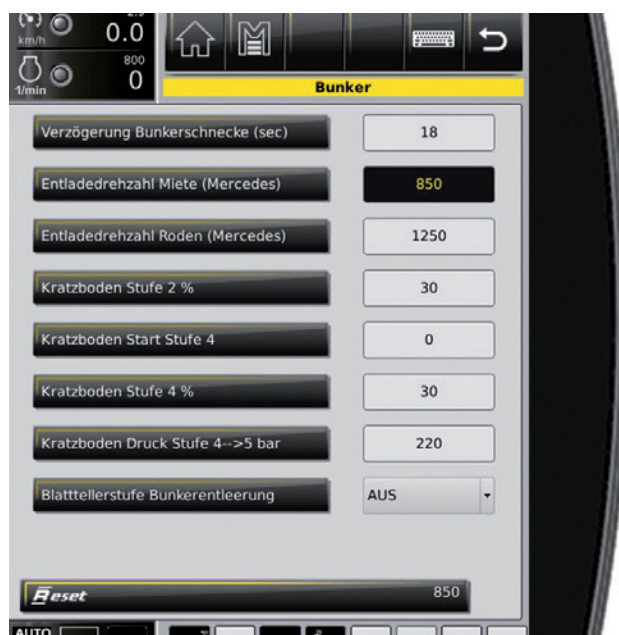 2.5
km/h 0.0
800
1/min 0
Bunker
Verzögerung Bunkerschnecke (sec) 18
Entladedrehzahl Miete (Mercedes) 850
Entladedrehzahl Roden (Mercedes) 1250
Kratzboden Stufe 2 % 30
Kratzboden Start Stufe 4 0
Kratzboden Stufe 4 % 30
Kratzboden Druck Stufe 4-->5 bar 220
Blatttellerstufe Bunkerentleerung AUS
Reset 850
AUTO